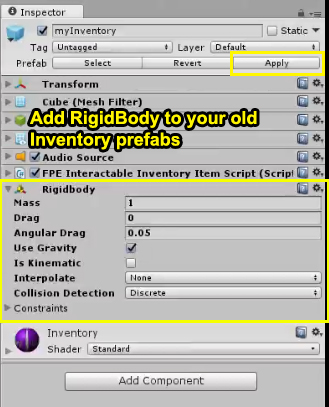 Inspector
myInventory
Static
Tag Untagged Layer Default
Prefab Select Revert Apply
Transform
Cube (Mesh Filter)
Add RigidBody to your old
Inventory prefabs
Audio Source
FPE Interactable Inventory Item Script (Script
Rigidbody
Mass 1
Drag 0
Angular Drag 0.05
Use Gravity
Is Kinematic
Interpolate None
Collision Detection Discrete
Constraints
Inventory
Shader Standard
Add Component